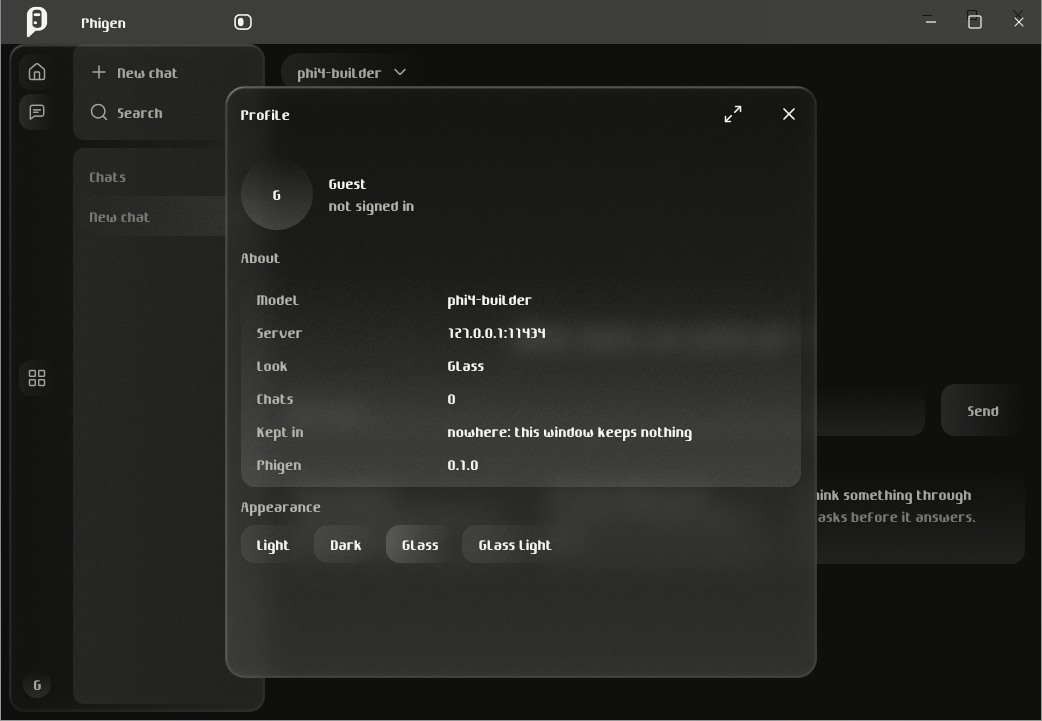 Phigen
New chat
Search
phi4-builder
Chats
New chat
Profile
G
Guest
not signed in
About
Model phi4-builder
Server 127.0.0.1:11434
Look Glass
Chats 0
Kept in nowhere: this window keeps nothing
Phigen 0.1.0
Appearance
Light Dark Glass Glass Light
Send
something through
asks before it answers.
G